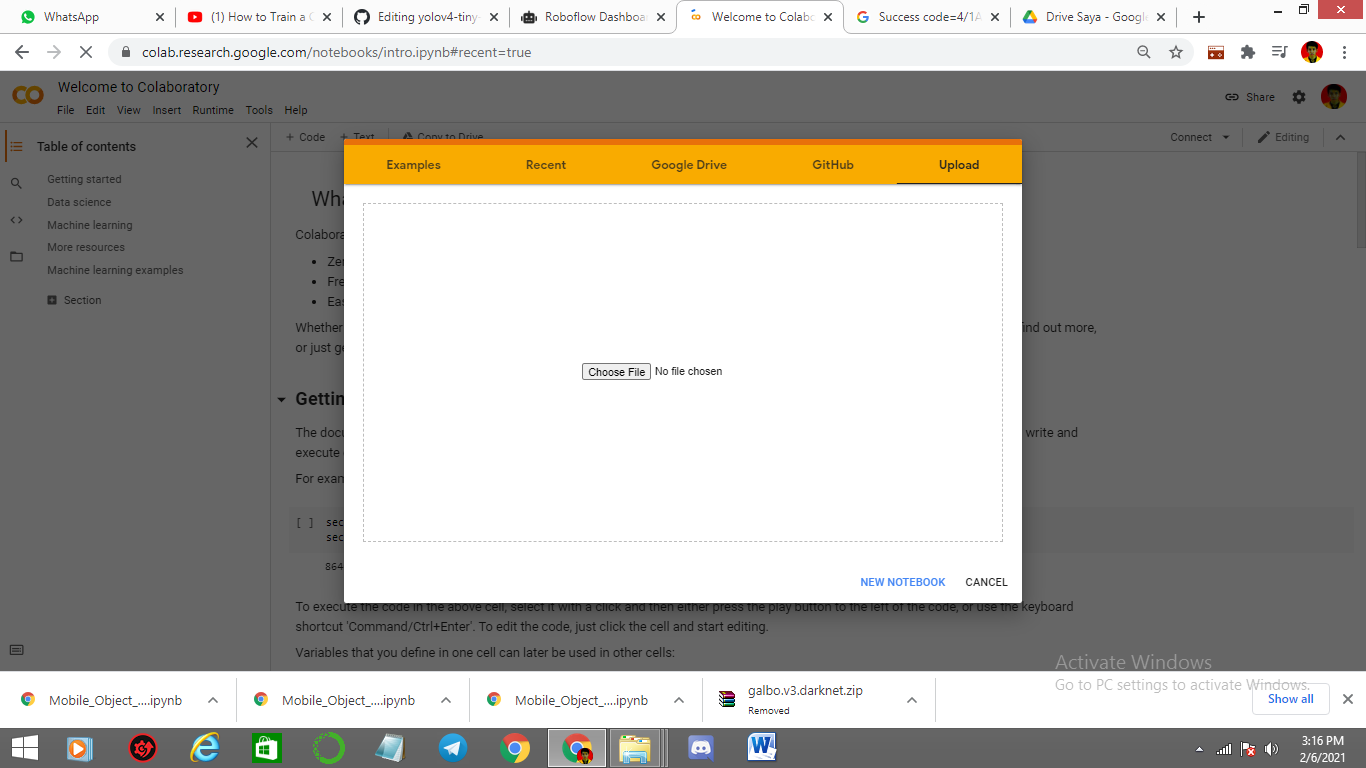 WhatsApp
(1) How to Train a
Editing yolov4-tiny-
Roboflow Dashboa
Welcome to Colabo
Success code=4/1A
Drive Saya - Google
colab.research.google.com/notebooks/intro.ipynb#recent=true
Welcome to Colaboratory
File Edit View Insert Runtime Tools Help
Share
+ Code + Text Copy to Drive
Connect
Editing
Table of contents
Getting started
Data science
Machine learning
More resources
Machine learning examples
Section
Examples Recent Google Drive GitHub Upload
Wha
Colabora
Zer
Fre
Eas
Whether
ind out more,
or just ge
Choose File No file chosen
Gettin
The docu
write and
execute
For exam
[ ] sec
sec
864
NEW NOTEBOOK CANCEL
To execute the code in the above cell, select it with a click and then either press the play button to the left of the code, or use the keyboard
shortcut 'Command/Ctrl+Enter'. To edit the code, just click the cell and start editing.
Variables that you define in one cell can later be used in other cells:
Activate Windows
Go to PC settings to activate Windows.
Mobile_Object_....ipynb
Mobile_Object_....ipynb
Mobile_Object_....ipynb
galbo.v3.darknet.zip
Removed
Show all
3:16 PM
2/6/2021